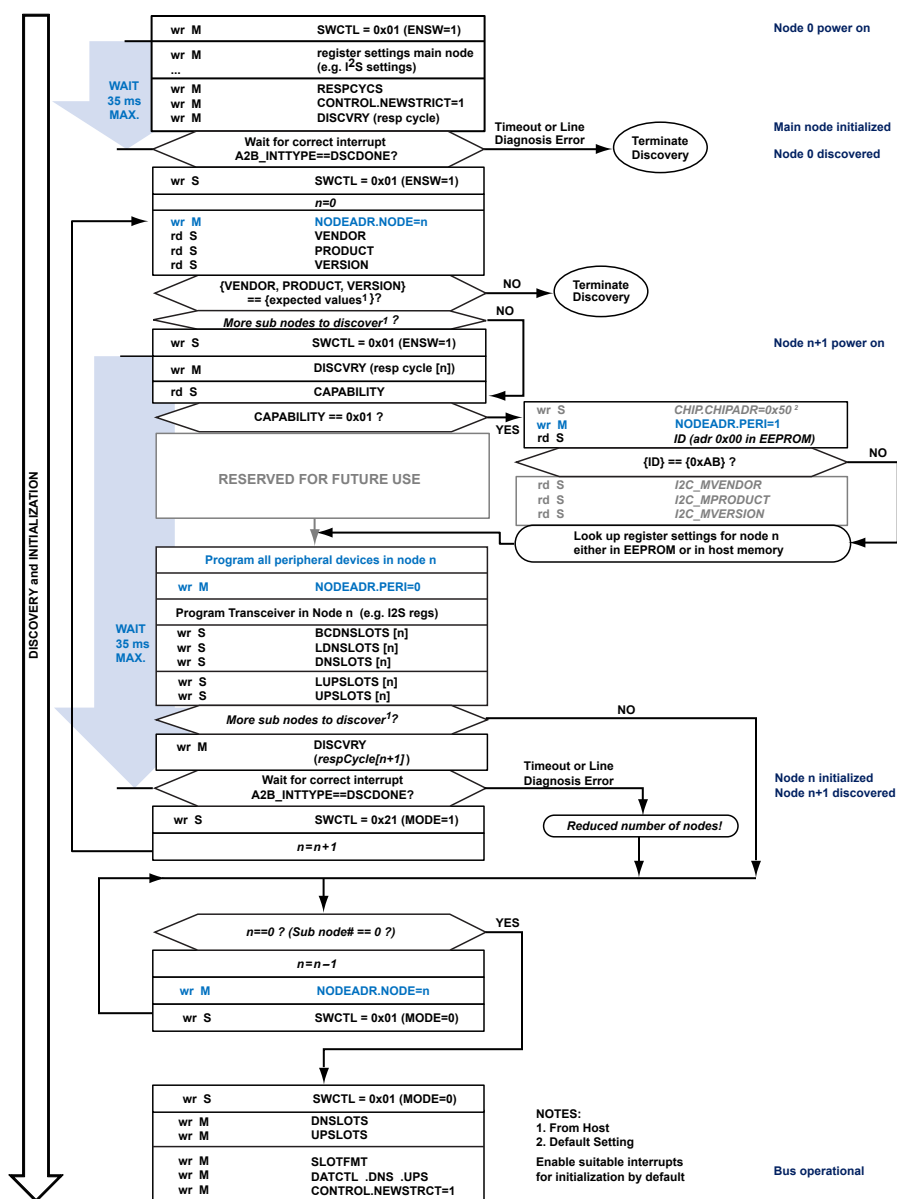 wr M SWCTL = 0x01 (ENSW=1)
Node 0 power on
wr M register settings main node
... (e.g. I2S settings)
WAIT
35 ms
MAX.
wr M RESPCYCS
wr M CONTROL.NEWSTRICT=1
wr M DISCVRY (resp cycle)
Main node initialized
Wait for correct interrupt
A2B_INTTYPE==DSCDONE?
Timeout or Line
Diagnosis Error
Terminate
Discovery
Node 0 discovered
wr S SWCTL = 0x01 (ENSW=1)
n=0
wr M NODEADR.NODE=n
rd S VENDOR
rd S PRODUCT
rd S VERSION
{VENDOR, PRODUCT, VERSION}
== {expected values1 }?
NO
Terminate
Discovery
More sub nodes to discover1 ?
NO
wr S SWCTL = 0x01 (ENSW=1)
Node n+1 power on
wr M DISCVRY (resp cycle [n])
rd S CAPABILITY
CAPABILITY == 0x01 ?
YES
wr S CHIP.CHIPADR=0x50 2
wr M NODEADR.PERI=1
rd S ID (adr 0x00 in EEPROM)
{ID} == {0xAB} ?
NO
RESERVED FOR FUTURE USE
rd S I2C_MVENDOR
rd S I2C_MPRODUCT
rd S I2C_MVERSION
Look up register settings for node n
either in EEPROM or in host memory
DISCOVERY and INITIALIZATION
Program all peripheral devices in node n
wr M NODEADR.PERI=0
Program Transceiver in Node n (e.g. I2S regs)
WAIT
35 ms
MAX.
wr S BCDNSLOTS [n]
wr S LDNSLOTS [n]
wr S DNSLOTS [n]
wr S LUPSLOTS [n]
wr S UPSLOTS [n]
More sub nodes to discover1?
NO
wr M DISCVRY
(respCycle[n+1])
Wait for correct interrupt
A2B_INTTYPE==DSCDONE?
Timeout or Line
Diagnosis Error
Node n initialized
Node n+1 discovered
wr S SWCTL = 0x21 (MODE=1)
Reduced number of nodes!
n=n+1
n==0 ? (Sub node# == 0 ?)
YES
n=n–1
wr M NODEADR.NODE=n
wr S SWCTL = 0x01 (MODE=0)
wr S SWCTL = 0x01 (MODE=0)
wr M DNSLOTS
wr M UPSLOTS
wr M SLOTFMT
wr M DATCTL .DNS .UPS
wr M CONTROL.NEWSTRCT=1
NOTES:
1. From Host
2. Default Setting
Enable suitable interrupts
for initialization by default
Bus operational